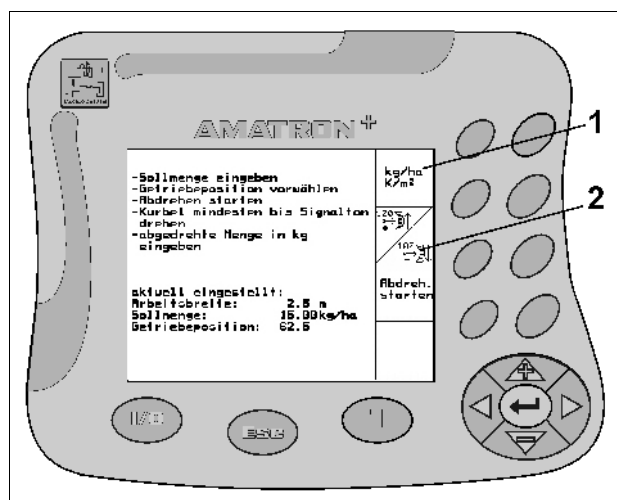 AMATRON+
-Sollmenge eingeben
-Getriebeposition vorwählen
-Abdrehen starten
-Kurbel mindesten bis Signalton
drehen
-abgedrehte Menge in kg
eingeben
aktuell eingestellt:
Arbeitsbreite: 2.5 m
Sollmenge: 15.00kg/ha
Getriebeposition: 62.5
kg/ha
K/m²
Abdreh.
starten
1
2
I/O
ESC